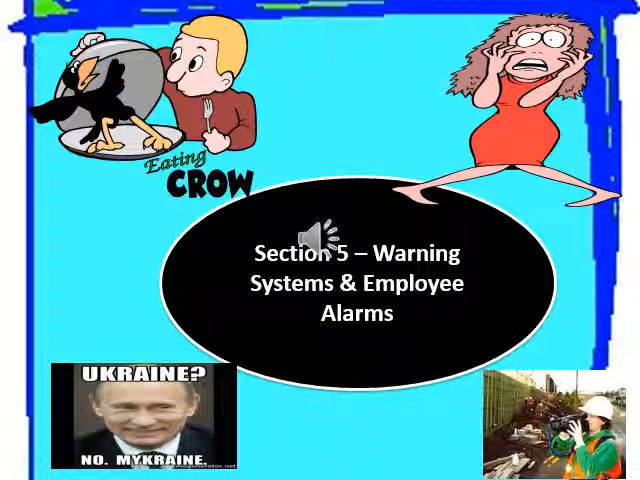 Eating
CROW
Section 5 – Warning
Systems & Employee
Alarms
UKRAINE?
NO. MYKRAINE.